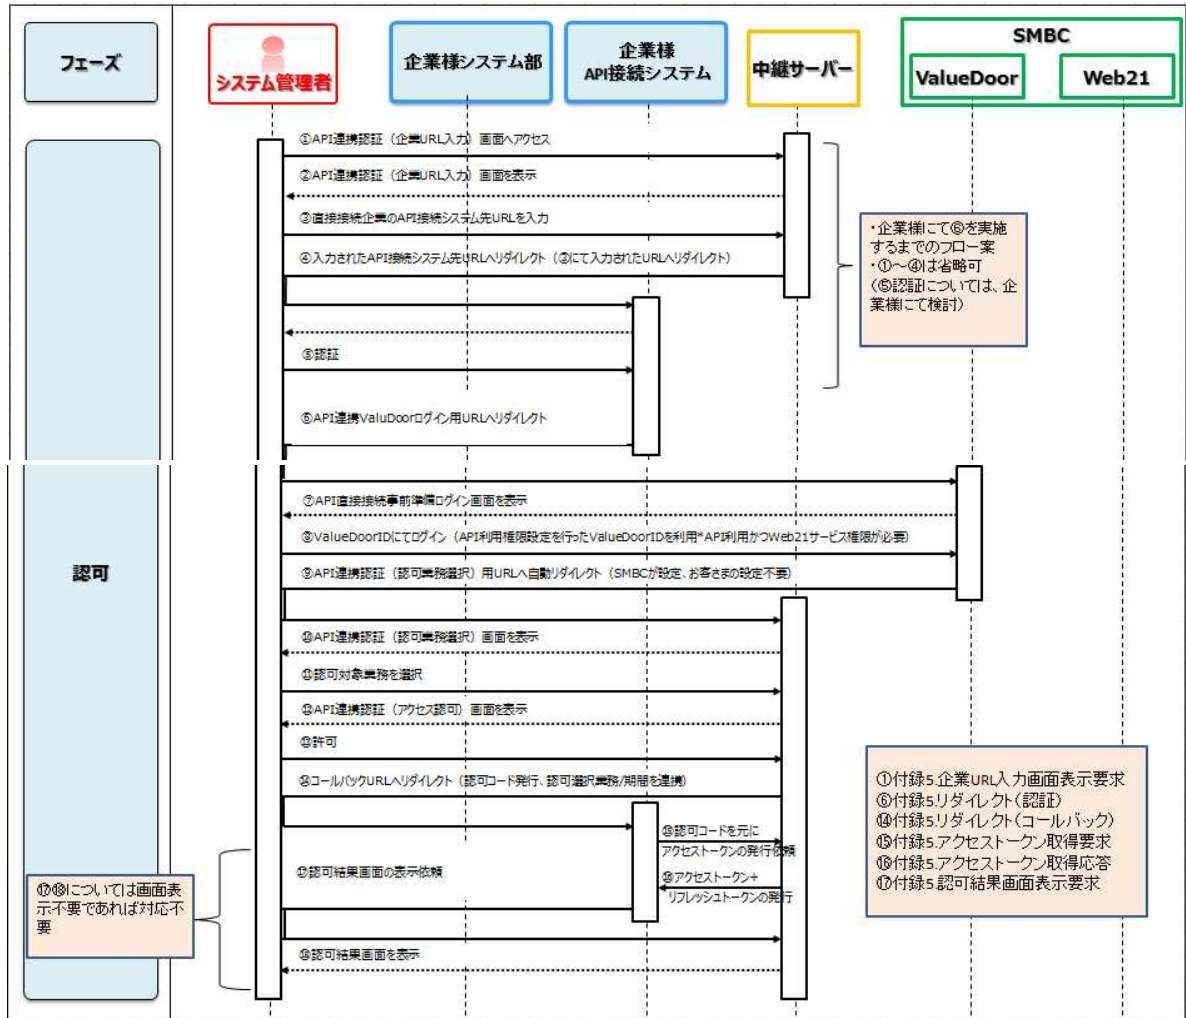 フェーズ
システム管理者
企業様システム部
企業様
API接続システム
中継サーバー
SMBC
ValueDoor
Web21
①API連携認証（企業URL入力）画面へアクセス
②API連携認証（企業URL入力）画面を表示
③直接接続企業のAPI接続システム先URLを入力
④入力されたAPI接続システム先URLへリダイレクト（③にて入力されたURLへリダイレクト）
・企業様にて⑥を実施
するまでのフロー案
・①～④は省略可
（⑤認証については、企
業様にて検討）
⑤認証
⑥API連携ValuDoorログイン用URLへリダイレクト
認可
⑦API直接接続事前準備ログイン画面を表示
⑧ValueDoorIDにてログイン（API利用権限設定を行ったValueDoorIDを利用*API利用かつWeb21サービス権限が必要）
⑨API連携認証（認可業務選択）用URLへ自動リダイレクト（SMBCが設定、お客さまの設定不要）
⑩API連携認証（認可業務選択）画面を表示
⑪認可対象業務を選択
⑫API連携認証（アクセス認可）画面を表示
⑬許可
⑭コールバックURLへリダイレクト（認可コード発行、認可選択業務/期間を連携）
⑮認可コードを元に
アクセストークンの発行依頼
⑯アクセストークン+
リフレッシュトークンの発行
⑰認可結果画面の表示依頼
⑱認可結果画面を表示
⑰⑱については画面表
示不要であれば対応不
要
①付録5.企業URL入力画面表示要求
⑥付録5.リダイレクト（認証）
⑭付録5.リダイレクト（コールバック）
⑮付録5.アクセストークン取得要求
⑯付録5.アクセストークン取得応答
⑰付録5.認可結果画面表示要求